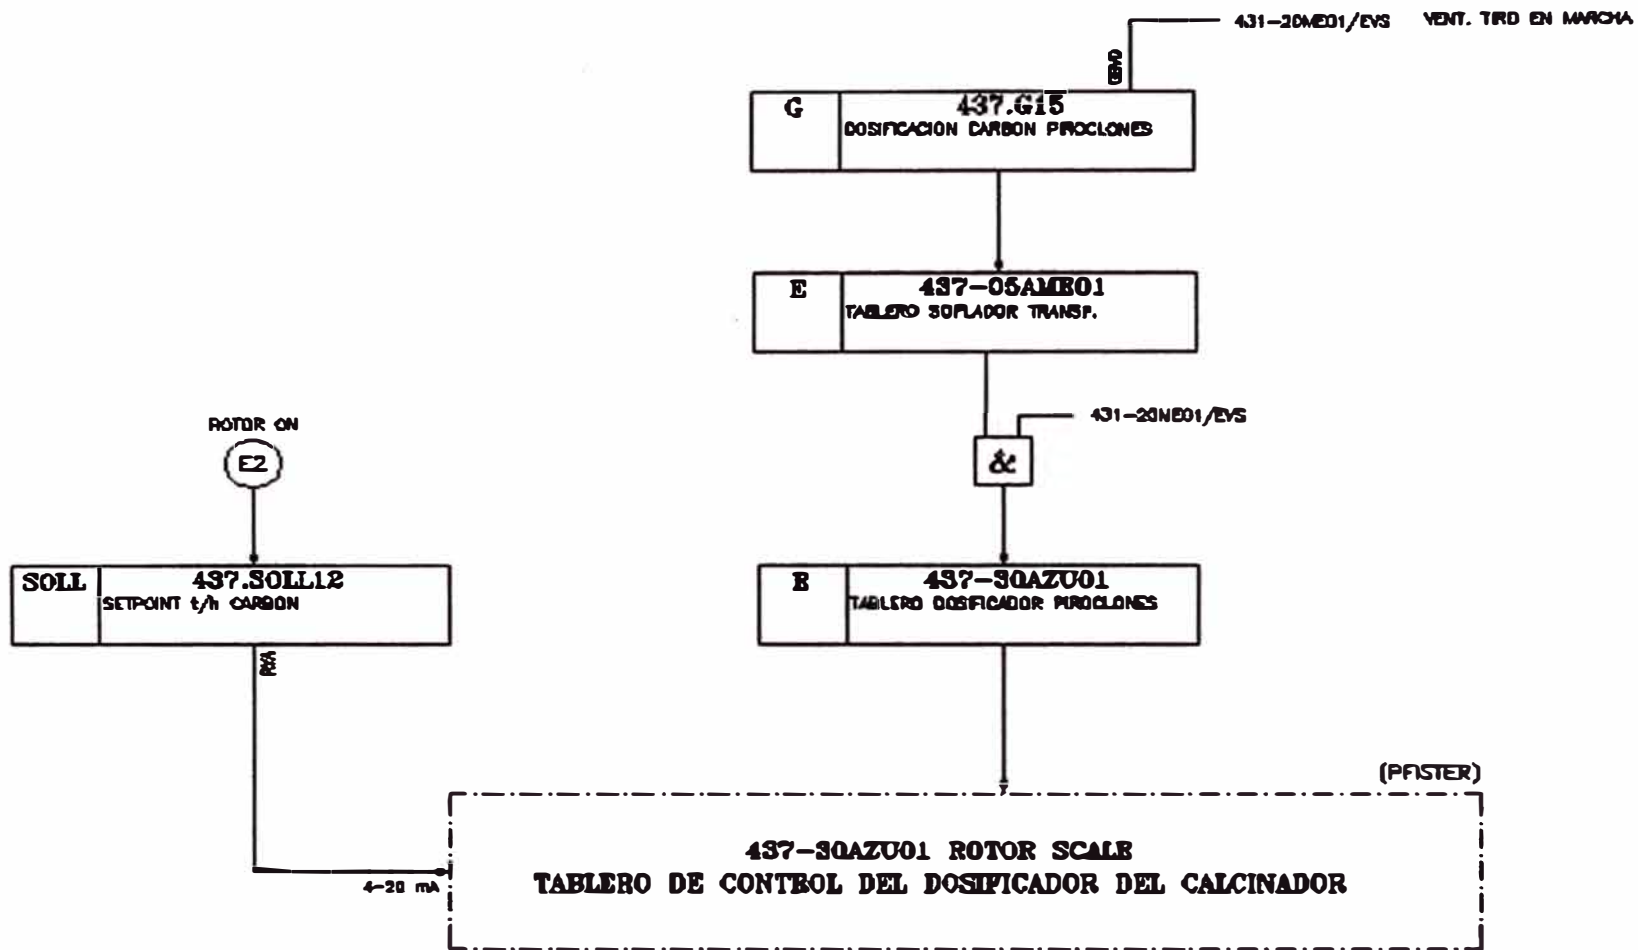 431-20ME01/EVS VENT. TIRO EN MARCHA
G 437.G15
DOSIFICACION CARBON PIROCLONES
E 437-05AME01
TABLERO SOPLADOR TRANSP.
431-20NE01/EVS
ROTOR ON
E2
&
SOLL 437.SOLL12
SETPOINT t/h CARBON
E 437-30AZU01
TABLERO DOSIFICADOR PIROCLONES
(PFISTER)
437-30AZU01 ROTOR SCALE
4-20 mA
TABLERO DE CONTROL DEL DOSIFICADOR DEL CALCINADOR